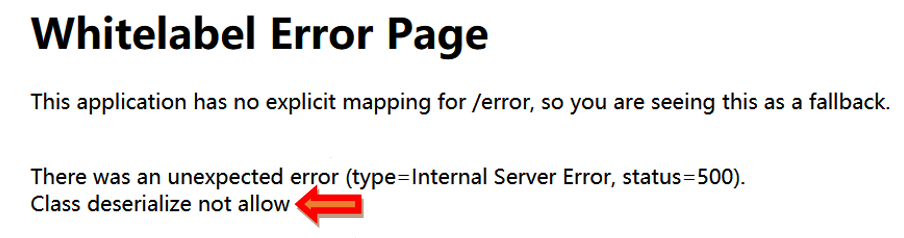 Whitelabel Error Page
This application has no explicit mapping for /error, so you are seeing this as a fallback.
There was an unexpected error (type=Internal Server Error, status=500).
Class deserialize not allow